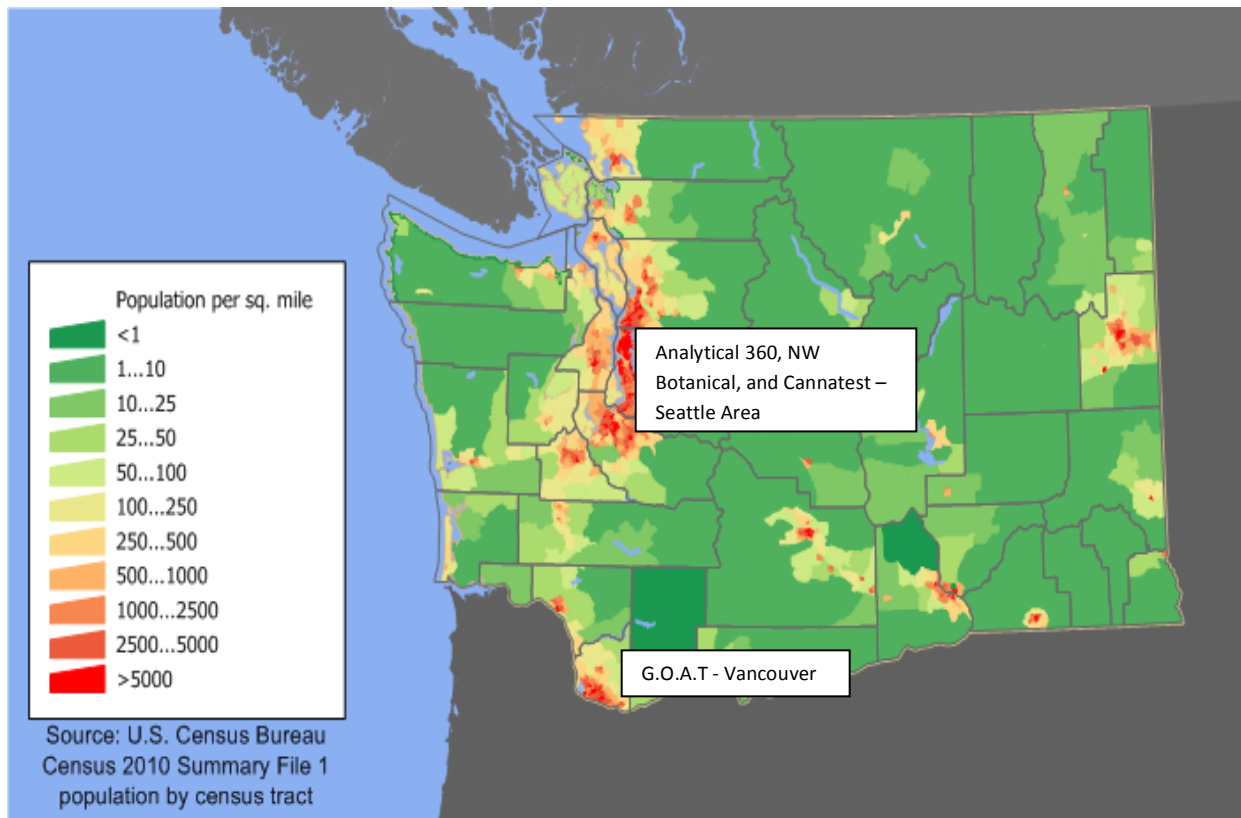 Population per sq. mile
<1
1...10
10...25
25...50
50...100
100...250
250...500
500...1000
1000...2500
2500...5000
>5000
Source: U.S. Census Bureau
Census 2010 Summary File 1
population by census tract
Analytical 360, NW
Botanical, and Cannatest –
Seattle Area
G.O.A.T - Vancouver